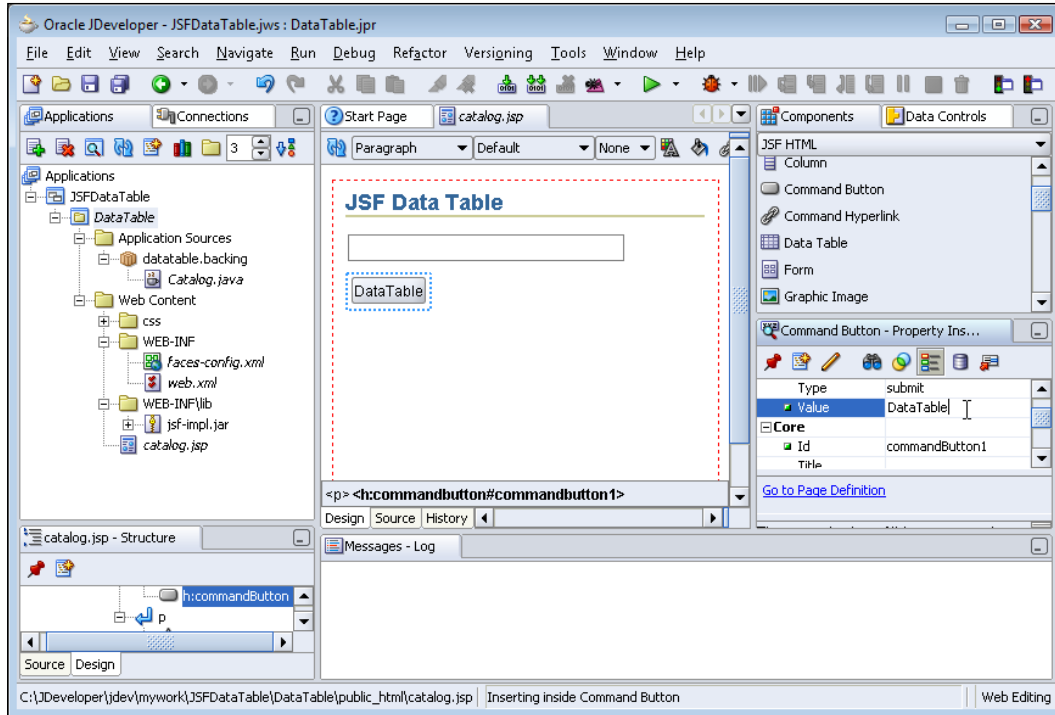 Oracle JDeveloper - JSFDataTable.jws : DataTable.jpr
File Edit View Search Navigate Run Debug Refactor Versioning Tools Window Help
Applications
Connections
3
Applications
JSFDataTable
DataTable
Application Sources
datatable.backing
Catalog.java
Web Content
css
WEB-INF
faces-config.xml
web.xml
WEB-INF\lib
jsf-impl.jar
catalog.jsp
catalog.jsp - Structure
h:commandButton
p
Source Design
Start Page
catalog.jsp
Paragraph Default None
JSF Data Table
DataTable
<p> <h:commandbutton#commandbutton1>
Design Source History
Messages - Log
Components
Data Controls
JSF HTML
Column
Command Button
Command Hyperlink
Data Table
Form
Graphic Image
Command Button - Property Ins...
Type submit
Value DataTable
Core
Id commandButton1
Title
Go to Page Definition
C:\JDeveloper\jdev\mywork\JSFDataTable\DataTable\public_html\catalog.jsp Inserting inside Command Button Web Editing